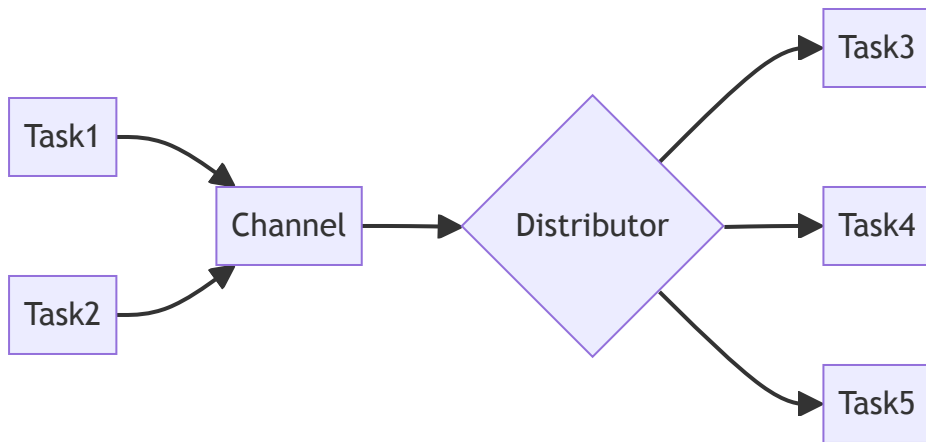 Task1
Task2
Channel
Distributor
Task3
Task4
Task5